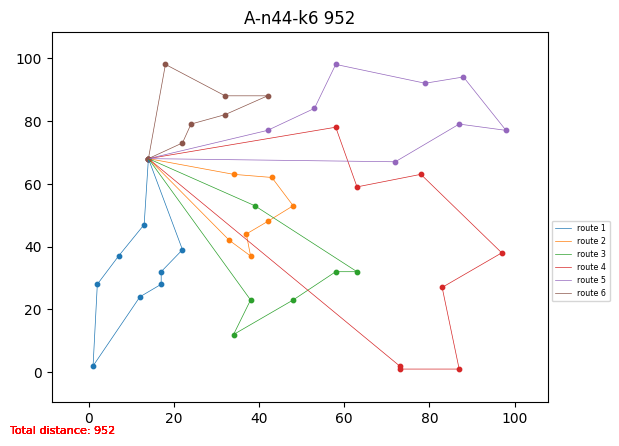 A-n44-k6 952
100
80
60
40
20
0
0 20 40 60 80 100
route 1
route 2
route 3
route 4
route 5
route 6
Total distance: 952